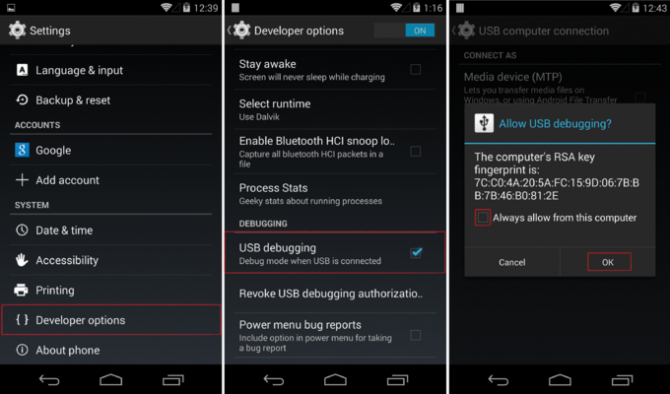 12:39
Settings
Language & input
Backup & reset
ACCOUNTS
Google
Add account
SYSTEM
Date & time
Accessibility
Printing
Developer options
About phone
1:16
Developer options
ON
Stay awake
Screen will never sleep while charging
Select runtime
Use Dalvik
Enable Bluetooth HCI snoop lo..
Capture all bluetooth HCI packets in a
file
Process Stats
Geeky stats about running processes
DEBUGGING
USB debugging
Debug mode when USB is connected
Revoke USB debugging authorizatio..
Power menu bug reports
Include option in power menu for taking
a bug report
12:43
USB computer connection
CONNECT AS
Media device (MTP)
Lets you transfer media files on
Windows, or using Android File Transfer
Allow USB debugging?
The computer's RSA key
fingerprint is:
7C:C0:4A:20:5A:FC:15:9D:06:7B:B
B:7B:46:B0:81:2E
Always allow from this computer
Cancel
OK